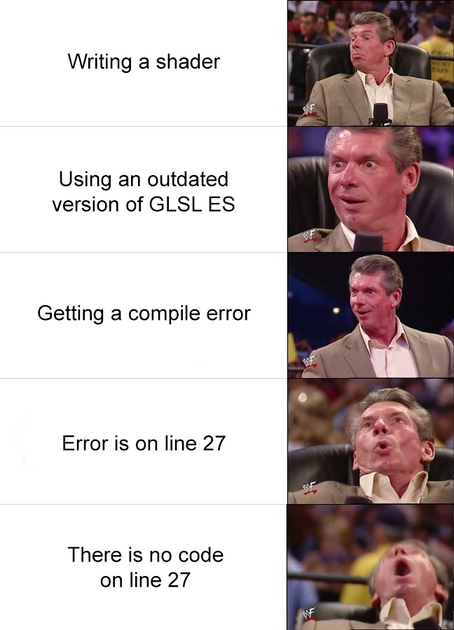 Writing a shader
Using an outdated
version of GLSL ES
Getting a compile error
Error is on line 27
There is no code
on line 27